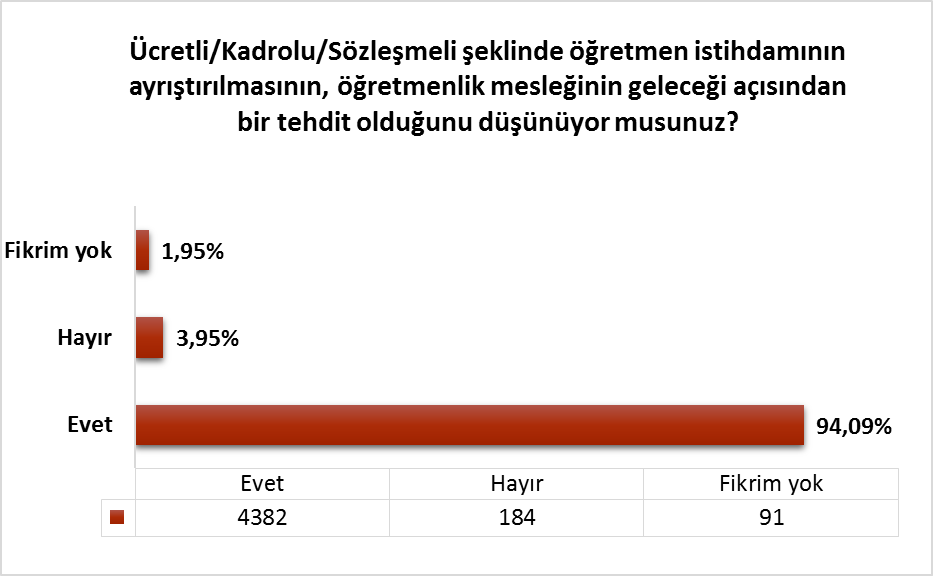 Ücretli/Kadrolu/Sözleşmeli şeklinde öğretmen istihdamının
ayrıştırılmasının, öğretmenlik mesleğinin geleceği açısından
bir tehdit olduğunu düşünüyor musunuz?
Fikrim yok 1,95%
Hayır 3,95%
Evet 94,09%
Evet Hayır Fikrim yok
4382 184 91